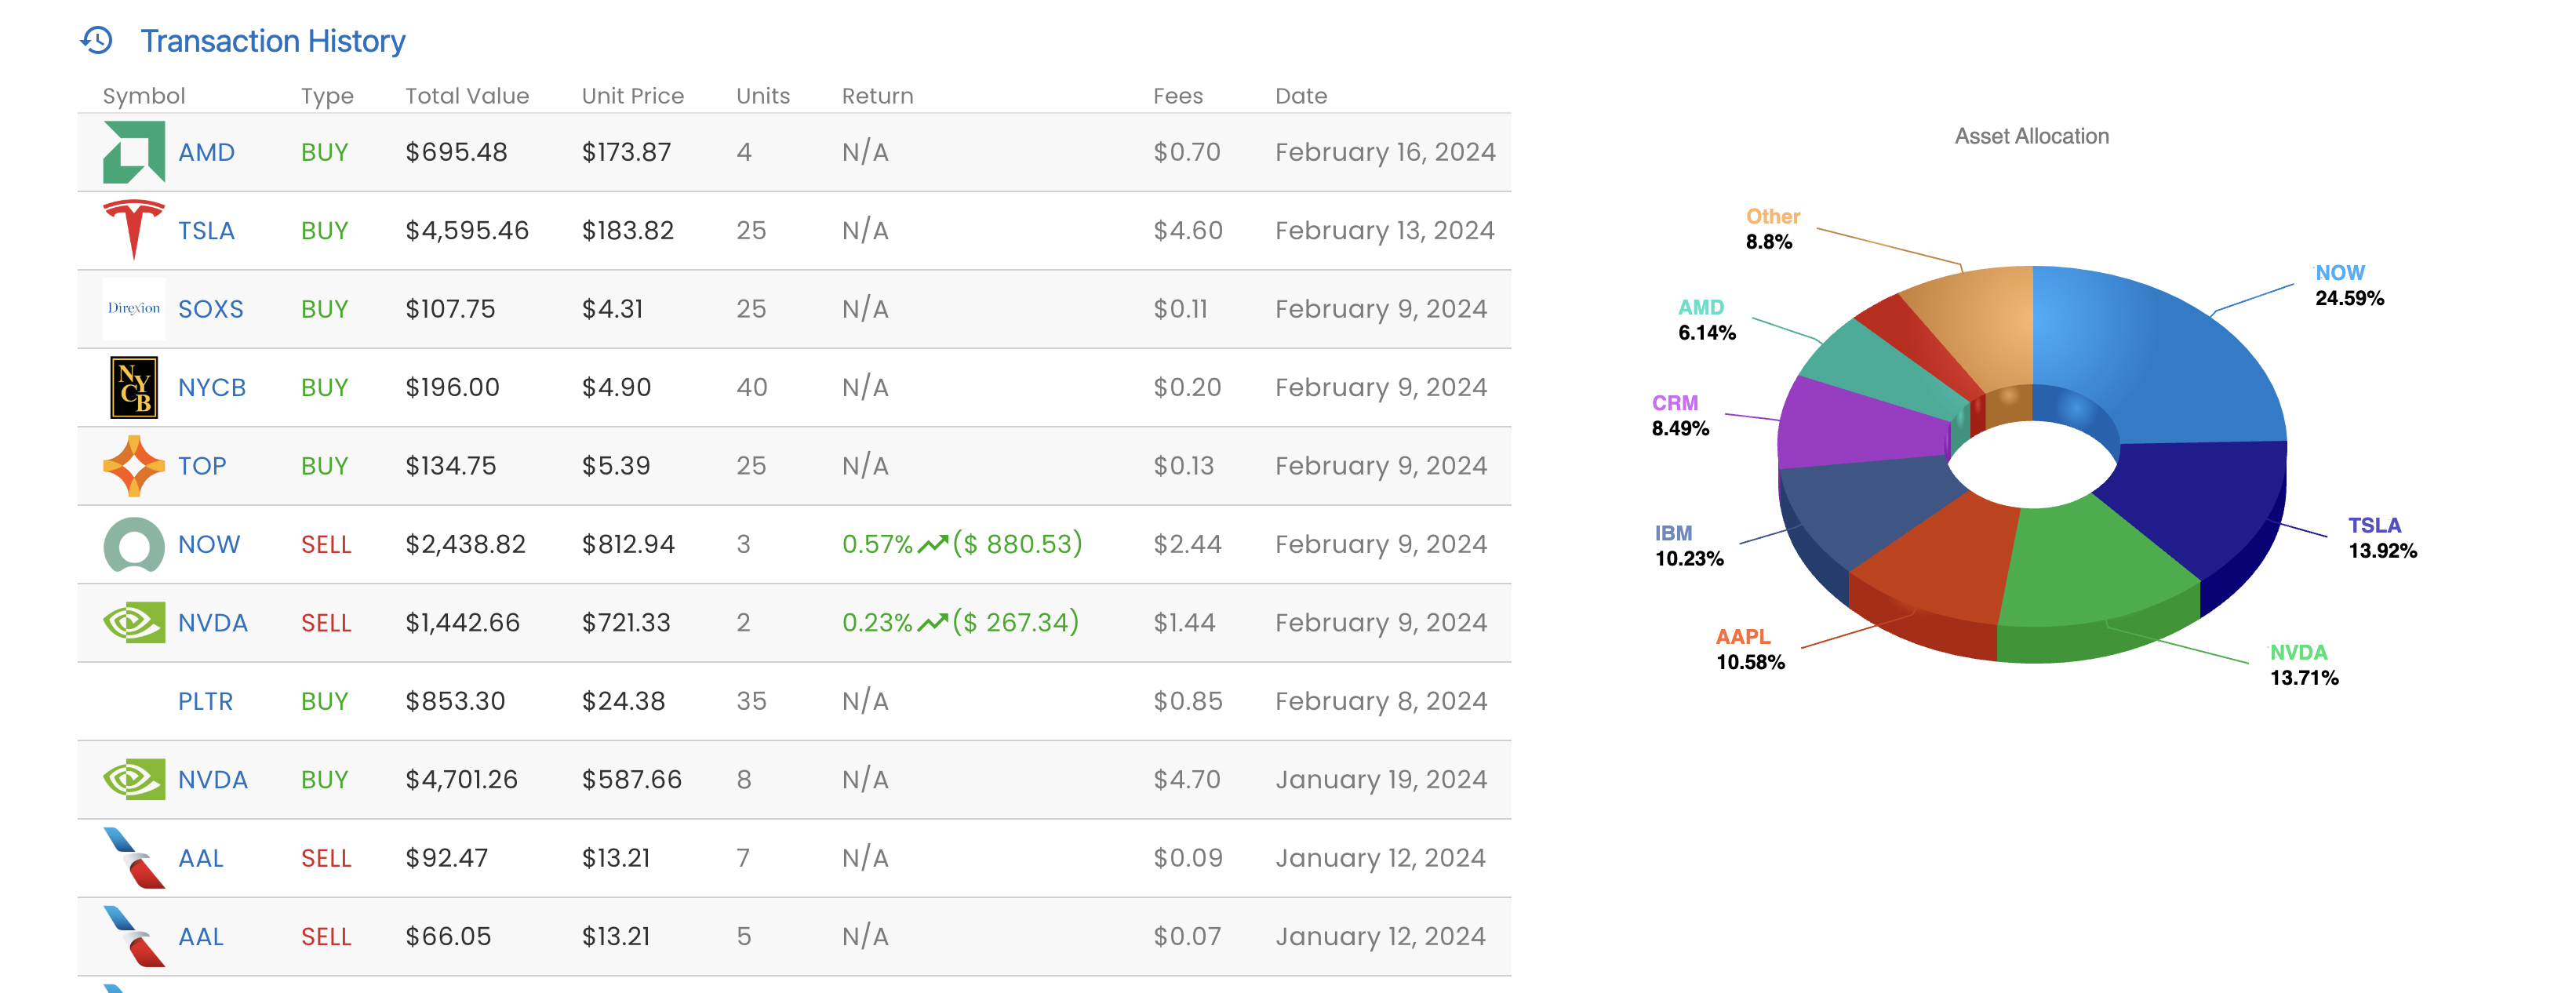 Transaction History
Symbol Type Total Value Unit Price Units Return Fees Date
AMD BUY $695.48 $173.87 4 N/A $0.70 February 16, 2024
TSLA BUY $4,595.46 $183.82 25 N/A $4.60 February 13, 2024
Direxion SOXS BUY $107.75 $4.31 25 N/A $0.11 February 9, 2024
NYCB NYCB BUY $196.00 $4.90 40 N/A $0.20 February 9, 2024
TOP BUY $134.75 $5.39 25 N/A $0.13 February 9, 2024
NOW SELL $2,438.82 $812.94 3 0.57% ($ 880.53) $2.44 February 9, 2024
NVDA SELL $1,442.66 $721.33 2 0.23% ($ 267.34) $1.44 February 9, 2024
PLTR BUY $853.30 $24.38 35 N/A $0.85 February 8, 2024
NVDA BUY $4,701.26 $587.66 8 N/A $4.70 January 19, 2024
AAL SELL $92.47 $13.21 7 N/A $0.09 January 12, 2024
AAL SELL $66.05 $13.21 5 N/A $0.07 January 12, 2024
Asset Allocation
Other
8.8%
NOW
24.59%
AMD
6.14%
CRM
8.49%
IBM
10.23%
TSLA
13.92%
AAPL
10.58%
NVDA
13.71%